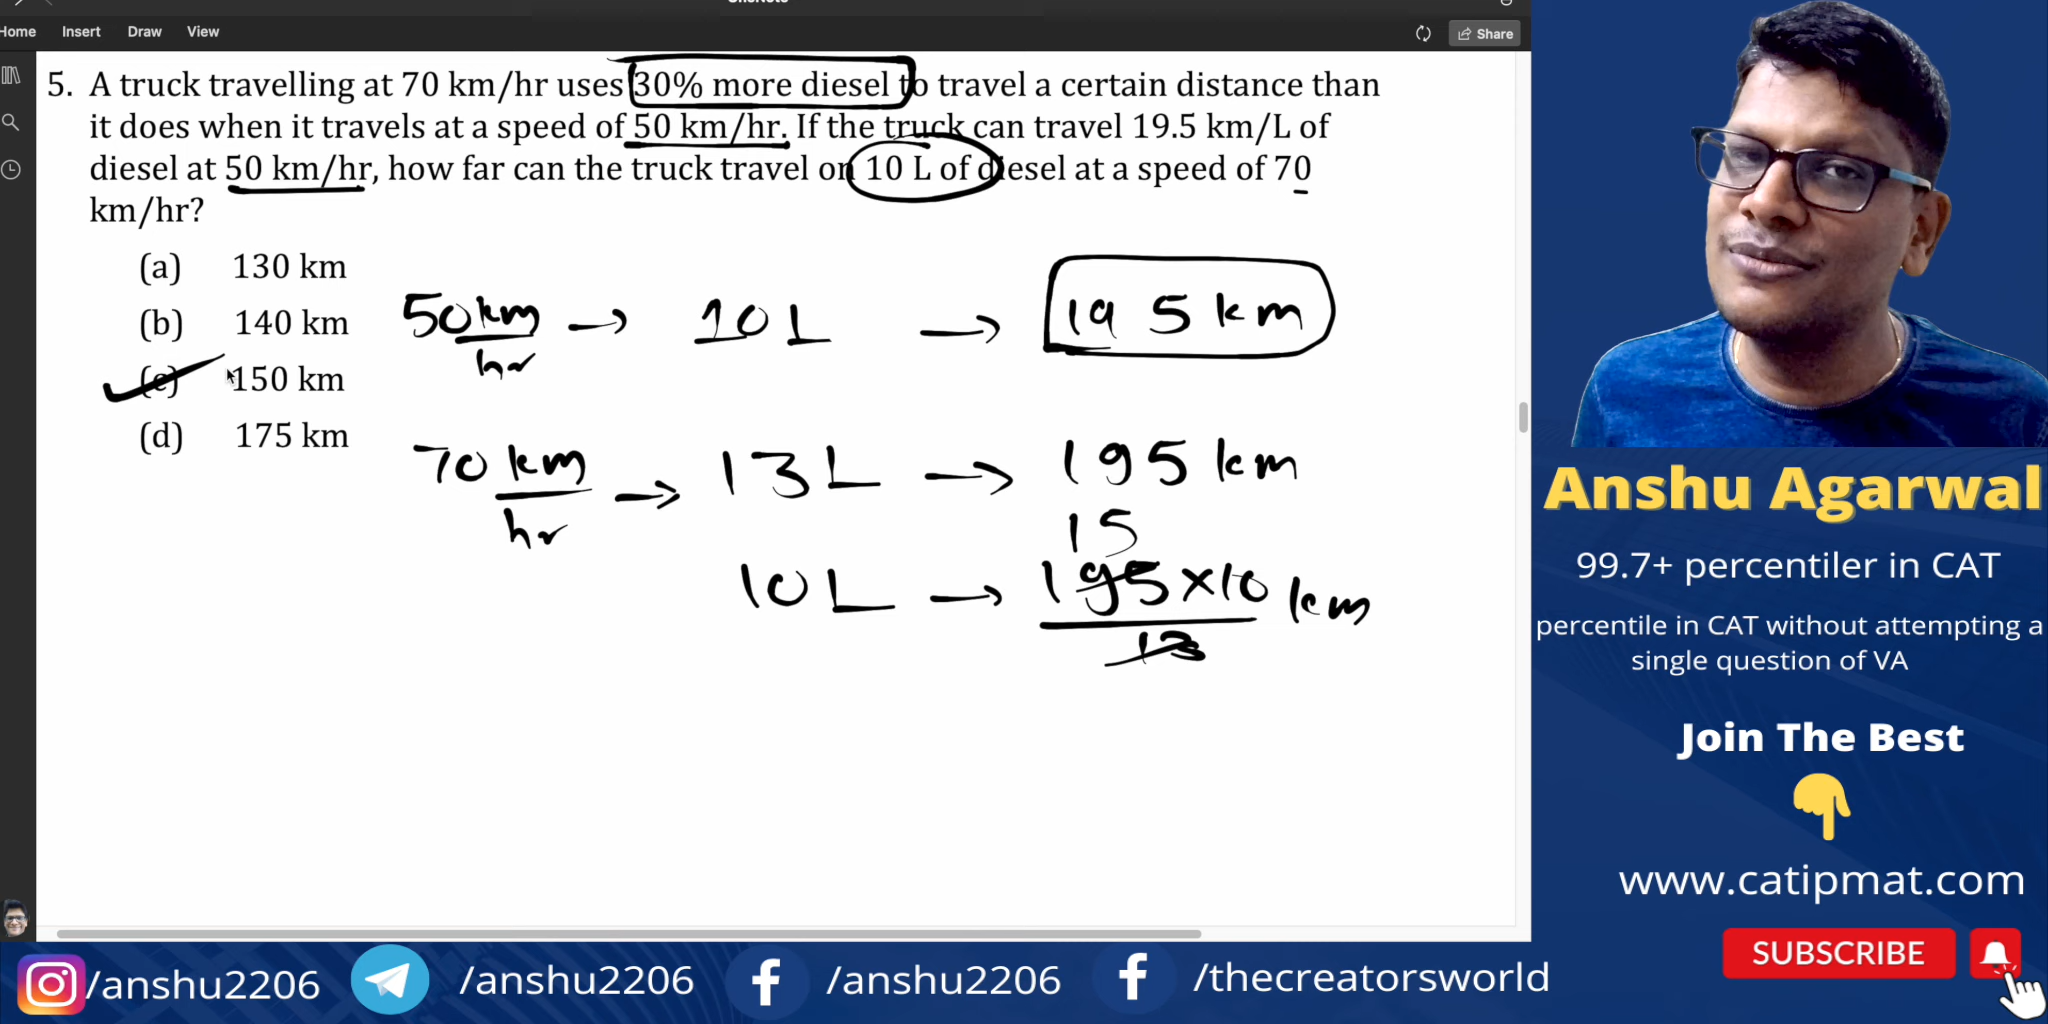 Home Insert Draw View
Share
5. A truck travelling at 70 km/hr uses 30% more diesel to travel a certain distance than
it does when it travels at a speed of 50 km/hr. If the truck can travel 19.5 km/L of
diesel at 50 km/hr, how far can the truck travel on 10 L of diesel at a speed of 70
km/hr?
(a) 130 km
(b) 140 km
(c) 150 km
(d) 175 km
50 km/hr → 10 L → 195 km
70 km/hr → 13 L → 195 km
15
10 L → 195 × 10 km
13
Anshu Agarwal
99.7+ percentiler in CAT
percentile in CAT without attempting a
single question of VA
Join The Best
www.catipmat.com
SUBSCRIBE
/anshu2206 /anshu2206 /anshu2206 /thecreatorsworld